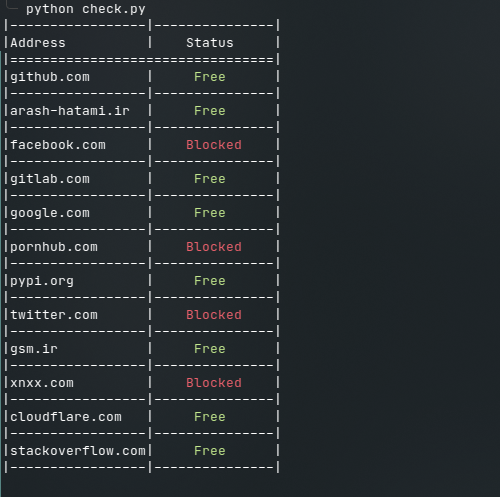 python check.py
|-----------------|---------------|
|Address          |    Status     |
|=================================|
|github.com       |     Free      |
|-----------------|---------------|
|arash-hatami.ir  |     Free      |
|-----------------|---------------|
|facebook.com     |    Blocked    |
|-----------------|---------------|
|gitlab.com       |     Free      |
|-----------------|---------------|
|google.com       |     Free      |
|-----------------|---------------|
|pornhub.com      |    Blocked    |
|-----------------|---------------|
|pypi.org         |     Free      |
|-----------------|---------------|
|twitter.com      |    Blocked    |
|-----------------|---------------|
|gsm.ir           |     Free      |
|-----------------|---------------|
|xnxx.com         |    Blocked    |
|-----------------|---------------|
|cloudflare.com   |     Free      |
|-----------------|---------------|
|stackoverflow.com|     Free      |
|-----------------|---------------|